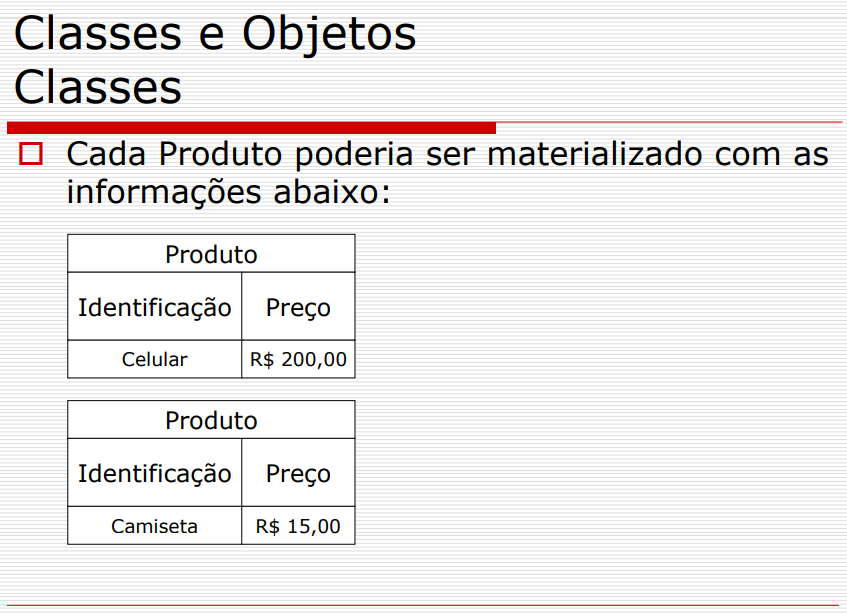 Classes e Objetos
Classes
Cada Produto poderia ser materializado com as
informações abaixo:
Produto
Identificação Preço
Celular R$ 200,00
Produto
Identificação Preço
Camiseta R$ 15,00